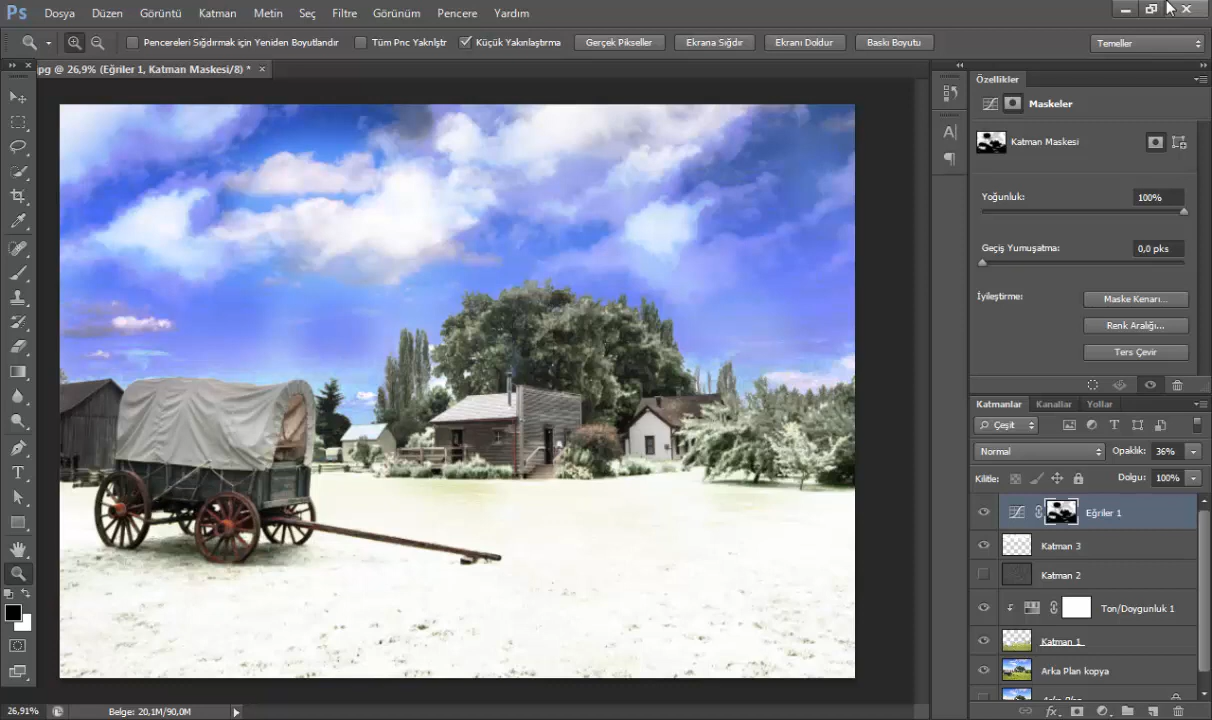 Ps Dosya Düzen Görüntü Katman Metin Seç Filtre Görünüm Pencere Yardım
Pencereleri Sığdırmak için Yeniden Boyutlandır Tüm Pnc Yaknlştr Küçük Yakınlaştırma Gerçek Pikseller Ekrana Sığdır Ekranı Doldur Baskı Boyutu Temeller
jpg @ 26,9% (Eğriler 1, Katman Maskesi/8) *
Özellikler
Maskeler
Katman Maskesi
Yoğunluk: 100%
Geçiş Yumuşatma: 0,0 pks
İyileştirme: Maske Kenarı...
Renk Aralığı...
Ters Çevir
Katmanlar Kanallar Yollar
Çeşit
Normal Opaklık: 36%
Kilitle: Dolgu: 100%
Eğriler 1
Katman 3
Katman 2
Ton/Doygunluk 1
Katman 1
Arka Plan kopya
Arka Plan
26,91% Belge: 20,1M/90,0M